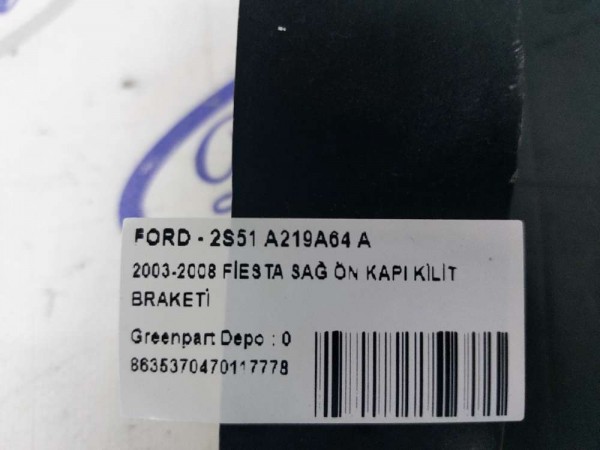 FORD - 2S51 A219A64 A
2003-2008 FİESTA SAĞ ÖN KAPI KİLİT
BRAKETİ
Greenpart Depo : 0
8635370470117778